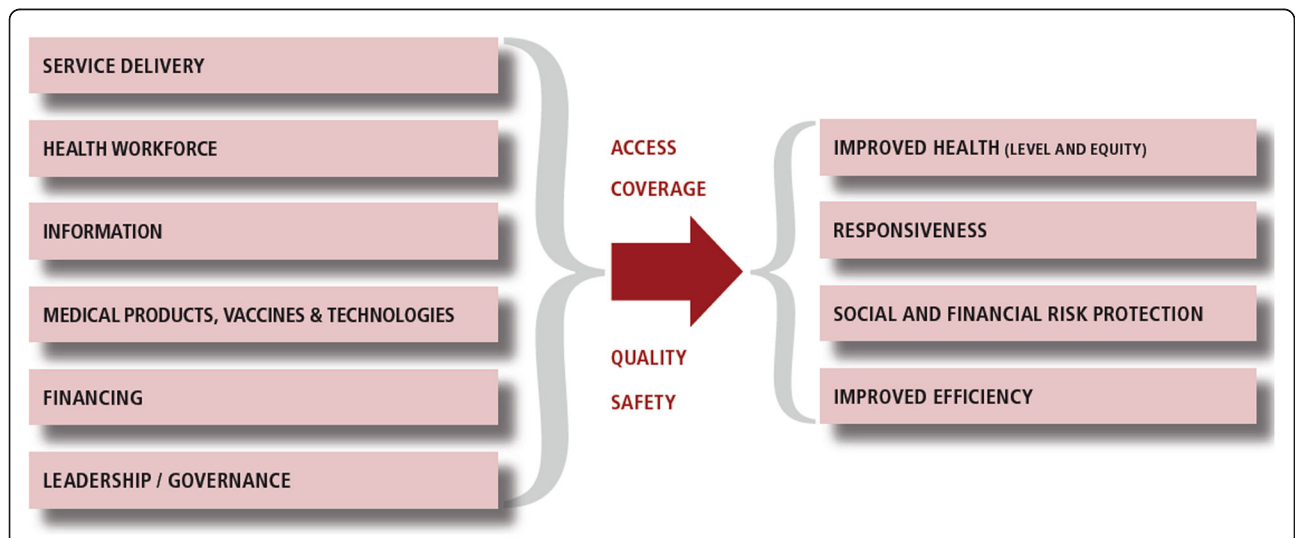 SERVICE DELIVERY
HEALTH WORKFORCE
INFORMATION
MEDICAL PRODUCTS, VACCINES & TECHNOLOGIES
FINANCING
LEADERSHIP / GOVERNANCE
ACCESS
COVERAGE
QUALITY
SAFETY
IMPROVED HEALTH (LEVEL AND EQUITY)
RESPONSIVENESS
SOCIAL AND FINANCIAL RISK PROTECTION
IMPROVED EFFICIENCY